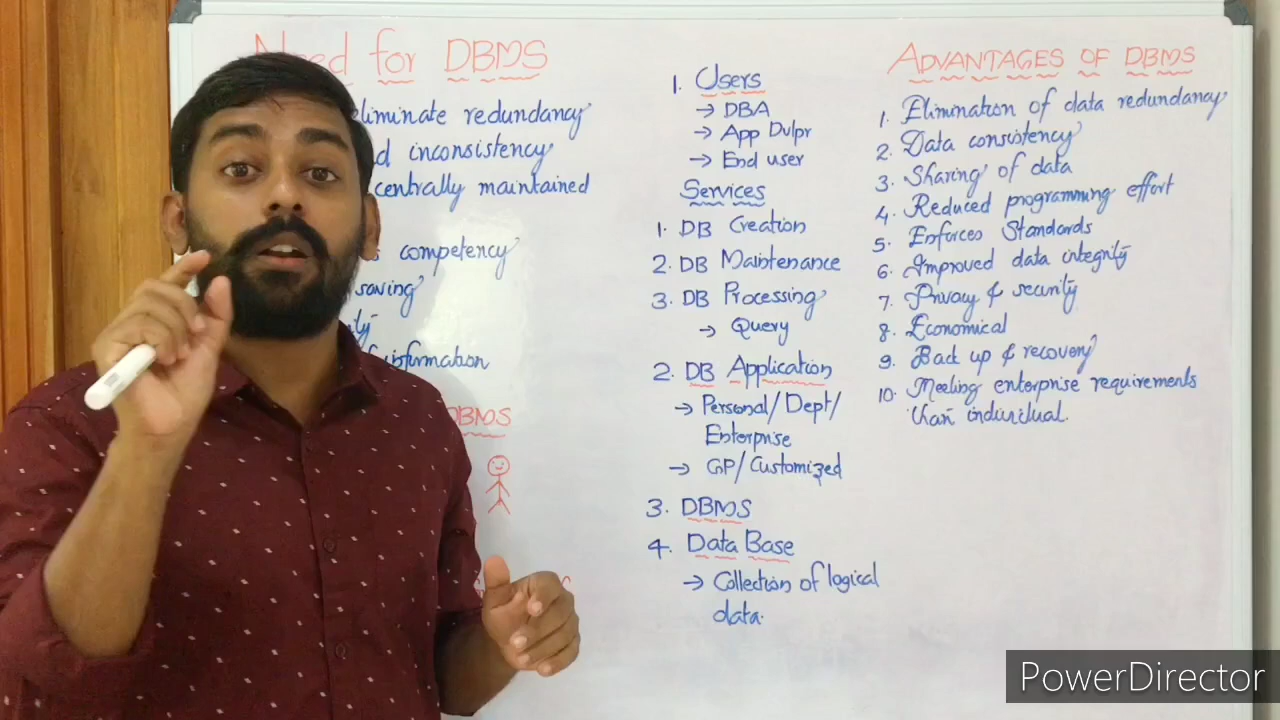 Need for DBMS
eliminate redundancy
inconsistency
centrally maintained
competency
saving
information
DBMS
1. Users
→ DBA
→ App Dvlpr
→ End user
Services
1. DB Creation
2. DB Maintenance
3. DB Processing
→ Query
2. DB Application
→ Personal/Dept/
Enterprise
→ GP/Customized
3. DBMS
4. Data Base
→ Collection of logical
data.
ADVANTAGES OF DBMS
1. Elimination of data redundancy
2. Data consistency
3. Sharing of data
4. Reduced programming effort
5. Enforces Standards
6. Improved data integrity
7. Privacy & security
8. Economical
9. Back up & recovery
10. Meeting enterprise requirements
than individual.
PowerDirector